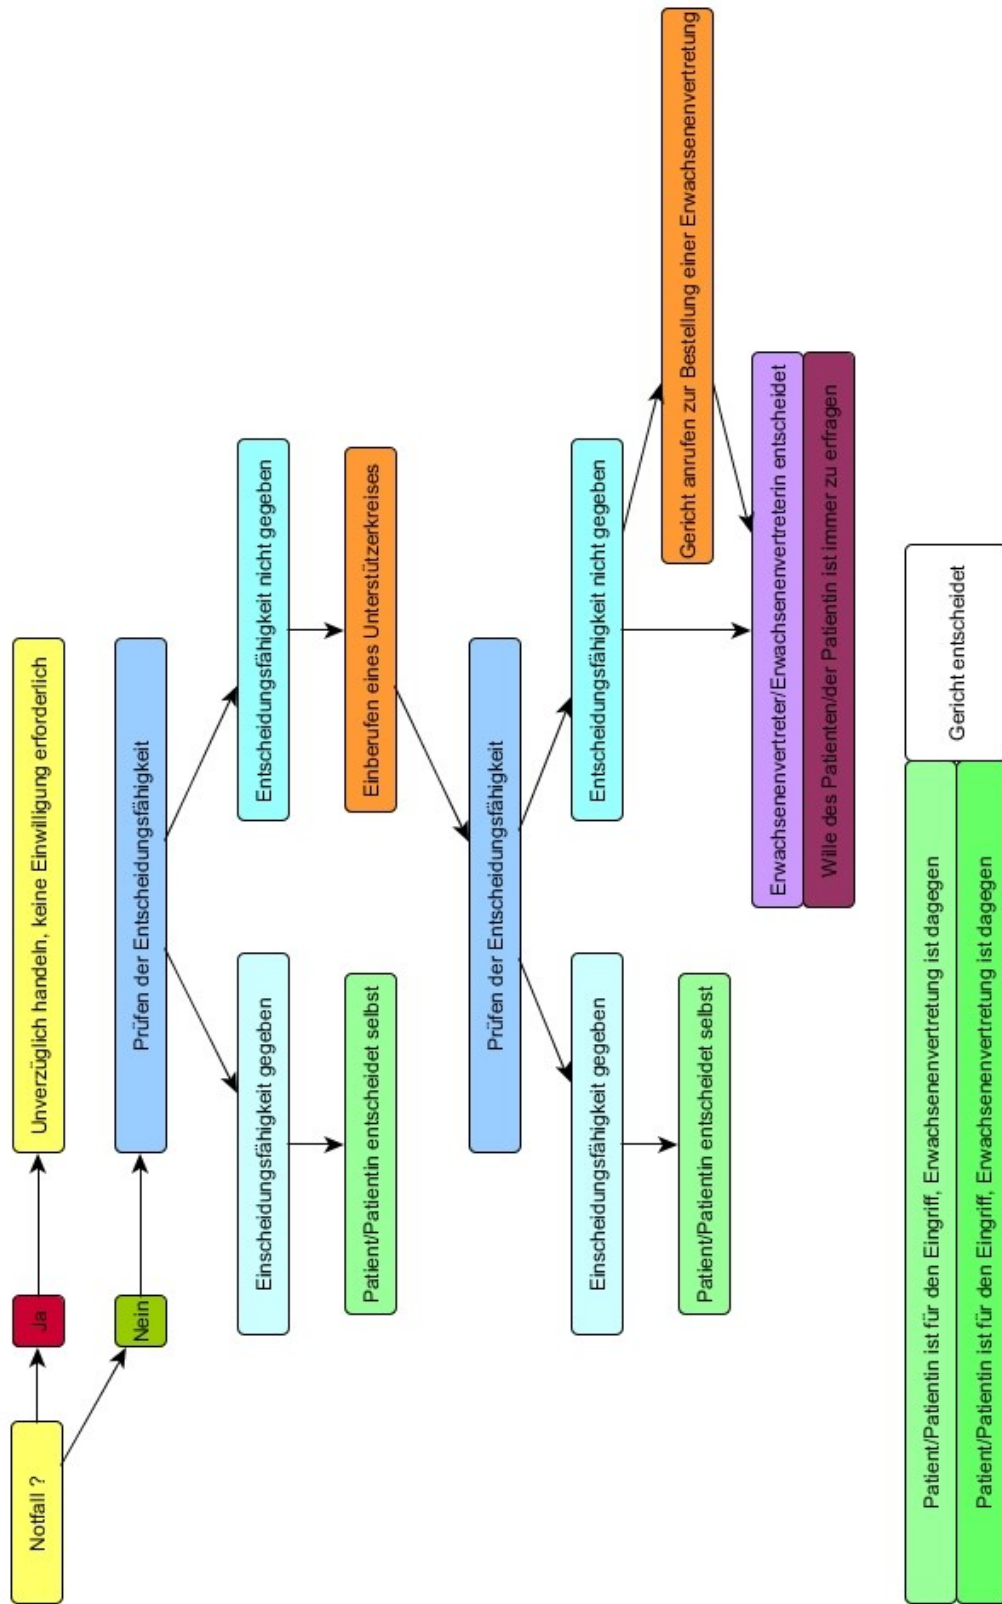 Notfall ?
Ja
Unverzüglich handeln, keine Einwilligung erforderlich
Nein
Prüfen der Entscheidungsfähigkeit
Einscheidungsfähigkeit gegeben
Entscheidungsfähigkeit nicht gegeben
Patient/Patientin entscheidet selbst
Einberufen eines Unterstützerkreises
Prüfen der Entscheidungsfähigkeit
Einscheidungsfähigkeit gegeben
Entscheidungsfähigkeit nicht gegeben
Patient/Patientin entscheidet selbst
Gericht anrufen zur Bestellung einer Erwachsenenvertretung
Erwachsenenvertreter/Erwachsenenvertreterin entscheidet
Wille des Patienten/der Patientin ist immer zu erfragen
Patient/Patientin ist für den Eingriff, Erwachsenenvertretung ist dagegen
Gericht entscheidet
Patient/Patientin ist für den Eingriff, Erwachsenenvertretung ist dagegen